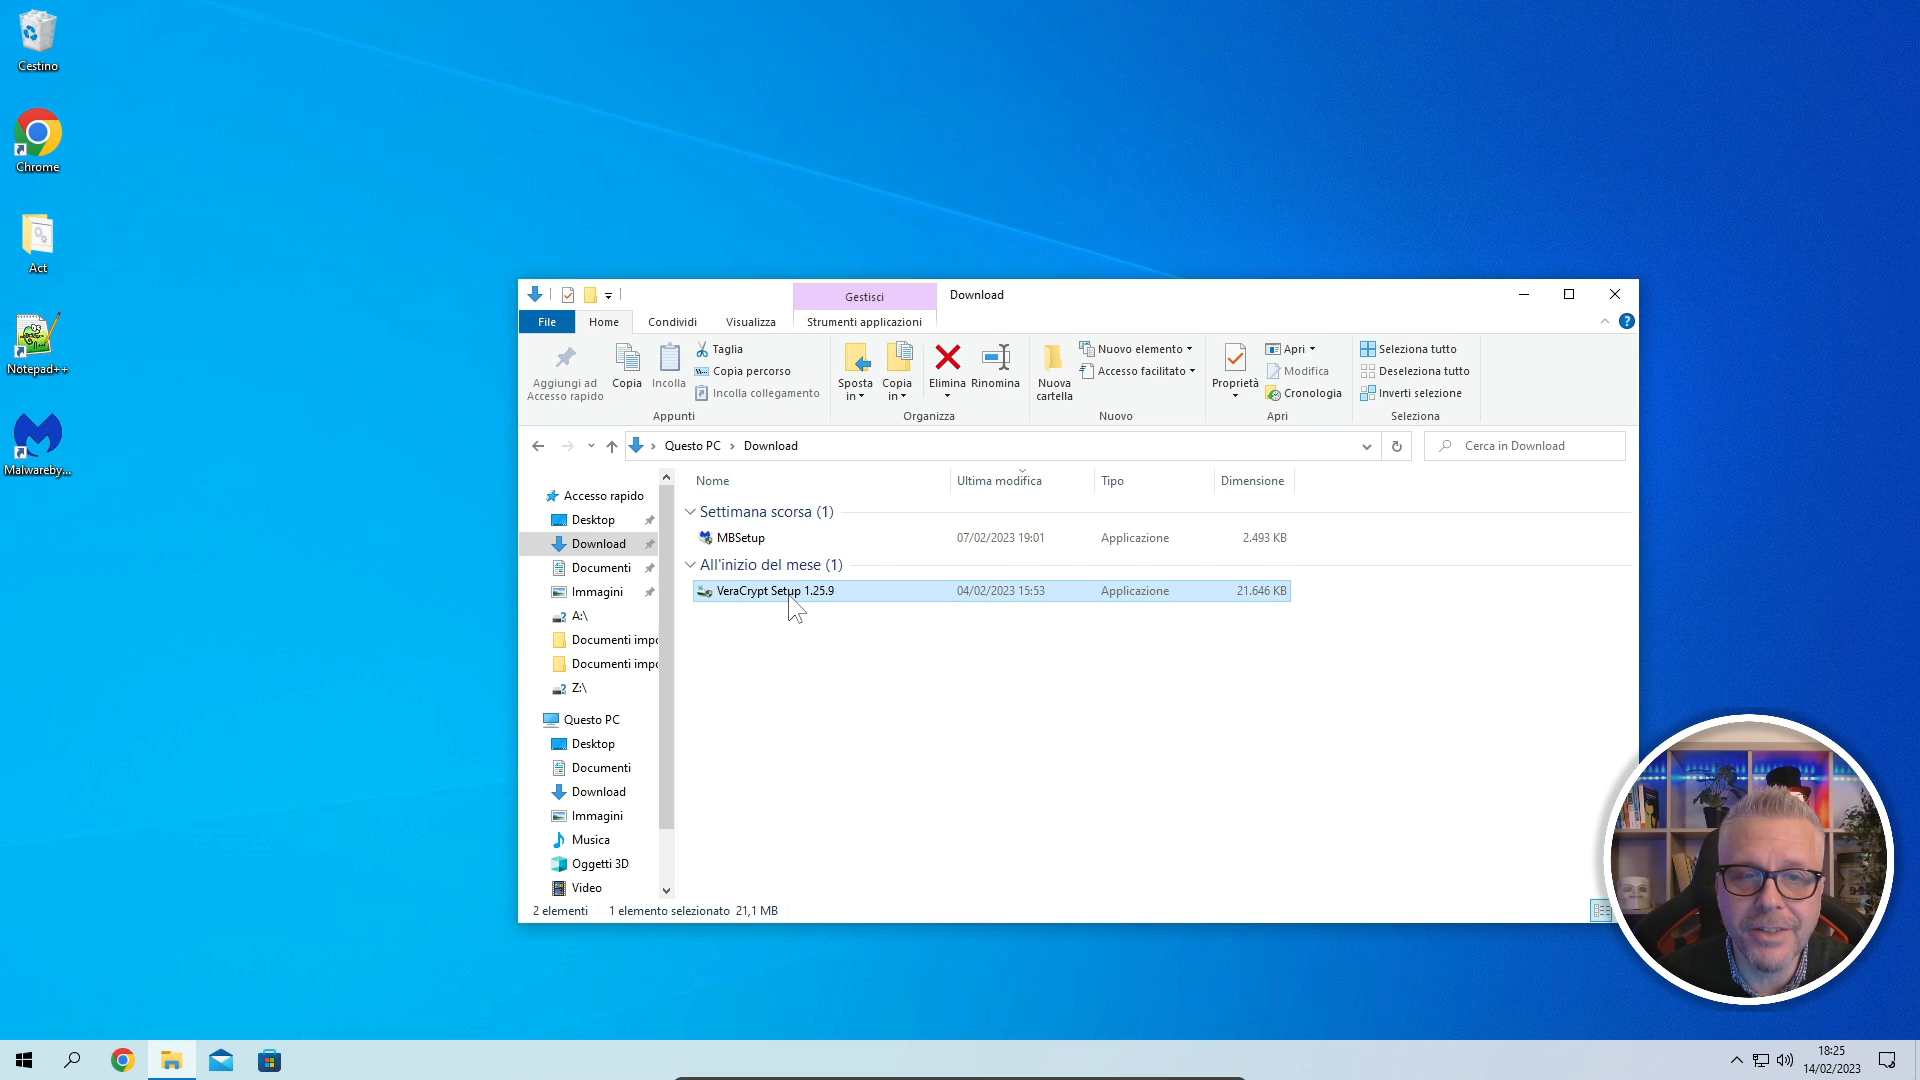 Cestino
Chrome
Act
Notepad++
Malwareby...
Gestisci
Download
File
Home
Condividi
Visualizza
Strumenti applicazioni
Aggiungi ad
Accesso rapido
Copia
Incolla
Taglia
Copia percorso
Incolla collegamento
Appunti
Sposta
in
Copia
in
Elimina
Rinomina
Organizza
Nuova
cartella
Nuovo elemento
Accesso facilitato
Nuovo
Proprietà
Apri
Modifica
Cronologia
Apri
Seleziona tutto
Deseleziona tutto
Inverti selezione
Seleziona
Questo PC > Download
Cerca in Download
Accesso rapido
Desktop
Download
Documenti
Immagini
A:\
Documenti impo
Documenti impo
Z:\
Questo PC
Desktop
Documenti
Download
Immagini
Musica
Oggetti 3D
Video
Nome Ultima modifica Tipo Dimensione
Settimana scorsa (1)
MBSetup 07/02/2023 19:01 Applicazione 2.493 KB
All'inizio del mese (1)
VeraCrypt Setup 1.25.9 04/02/2023 15:53 Applicazione 21.646 KB
2 elementi 1 elemento selezionato 21,1 MB
18:25
14/02/2023